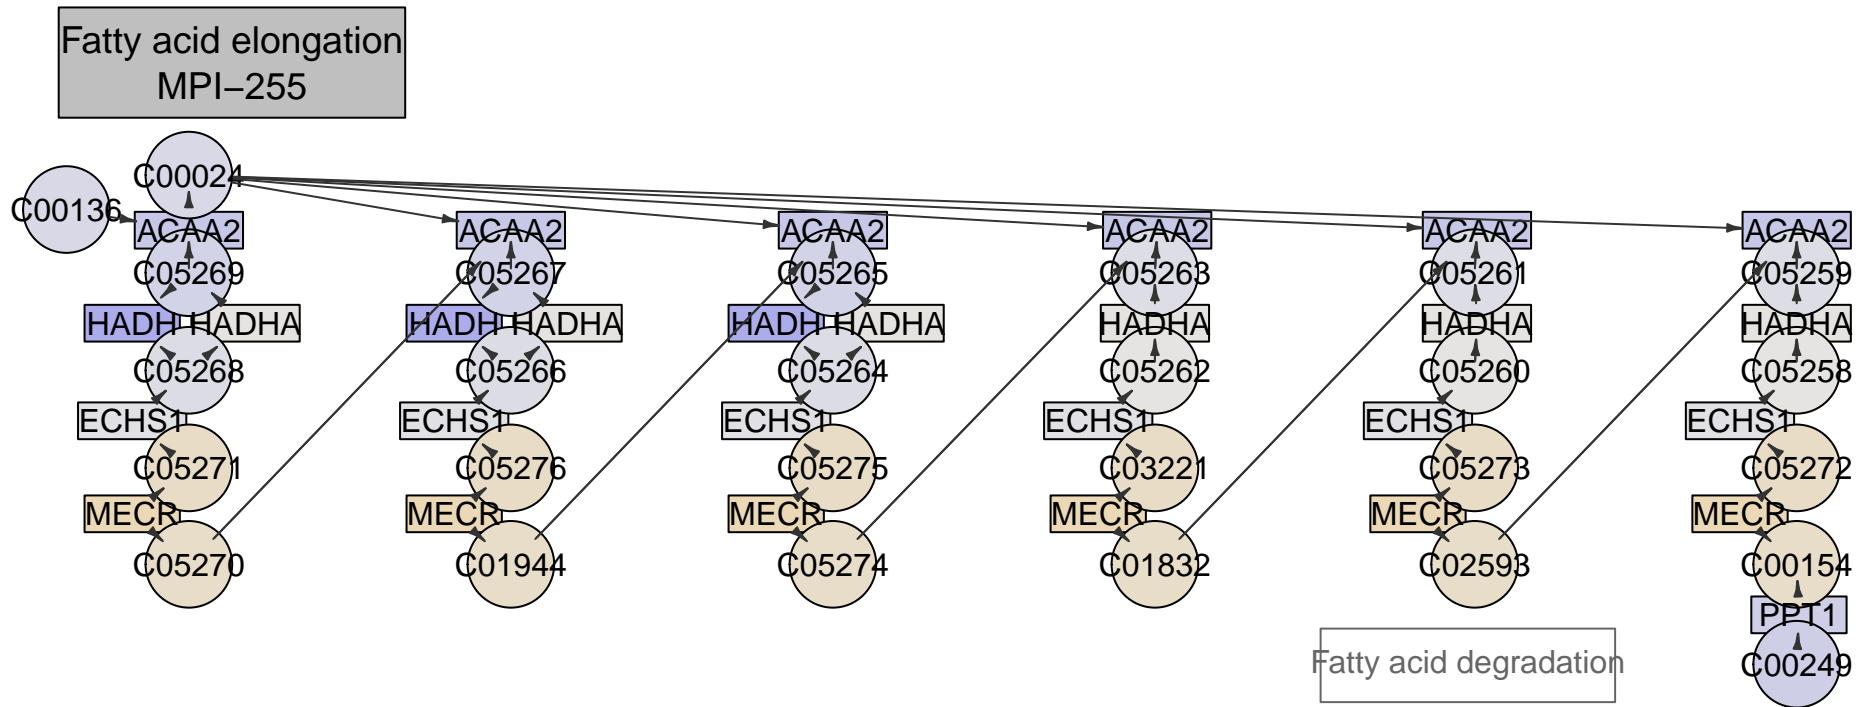 Fatty acid elongation
MPI−255
C00024
C00136
ACAA2 ACAA2 ACAA2 ACAA2 ACAA2 ACAA2
C05269 C05267 C05265 C05263 C05261 C05259
HADH HADHA HADH HADHA HADH HADHA HADHA HADHA HADHA
C05268 C05266 C05264 C05262 C05260 C05258
ECHS1 ECHS1 ECHS1 ECHS1 ECHS1 ECHS1
C05271 C05276 C05275 C03221 C05273 C05272
MECR MECR MECR MECR MECR MECR
C05270 C01944 C05274 C01832 C02593 C00154
PPT1
Fatty acid degradation
C00249